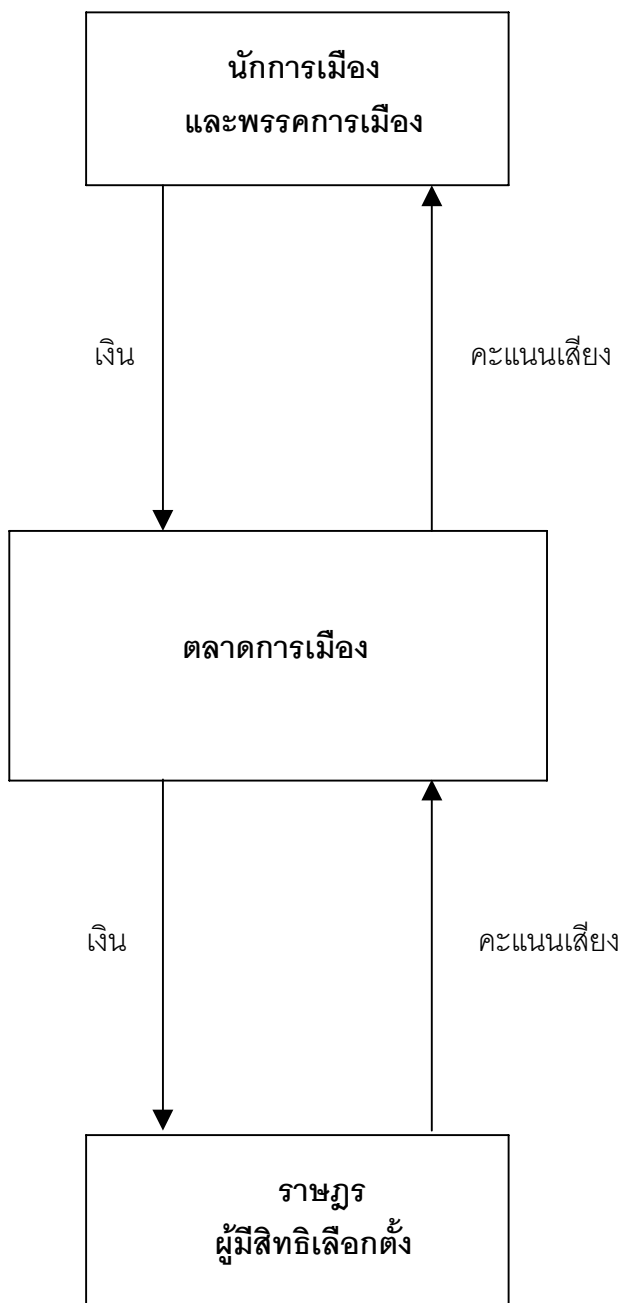 นักการเมือง
และพรรคการเมือง
เงิน
คะแนนเสียง
ตลาดการเมือง
เงิน
คะแนนเสียง
ราษฎร
ผู้มีสิทธิเลือกตั้ง